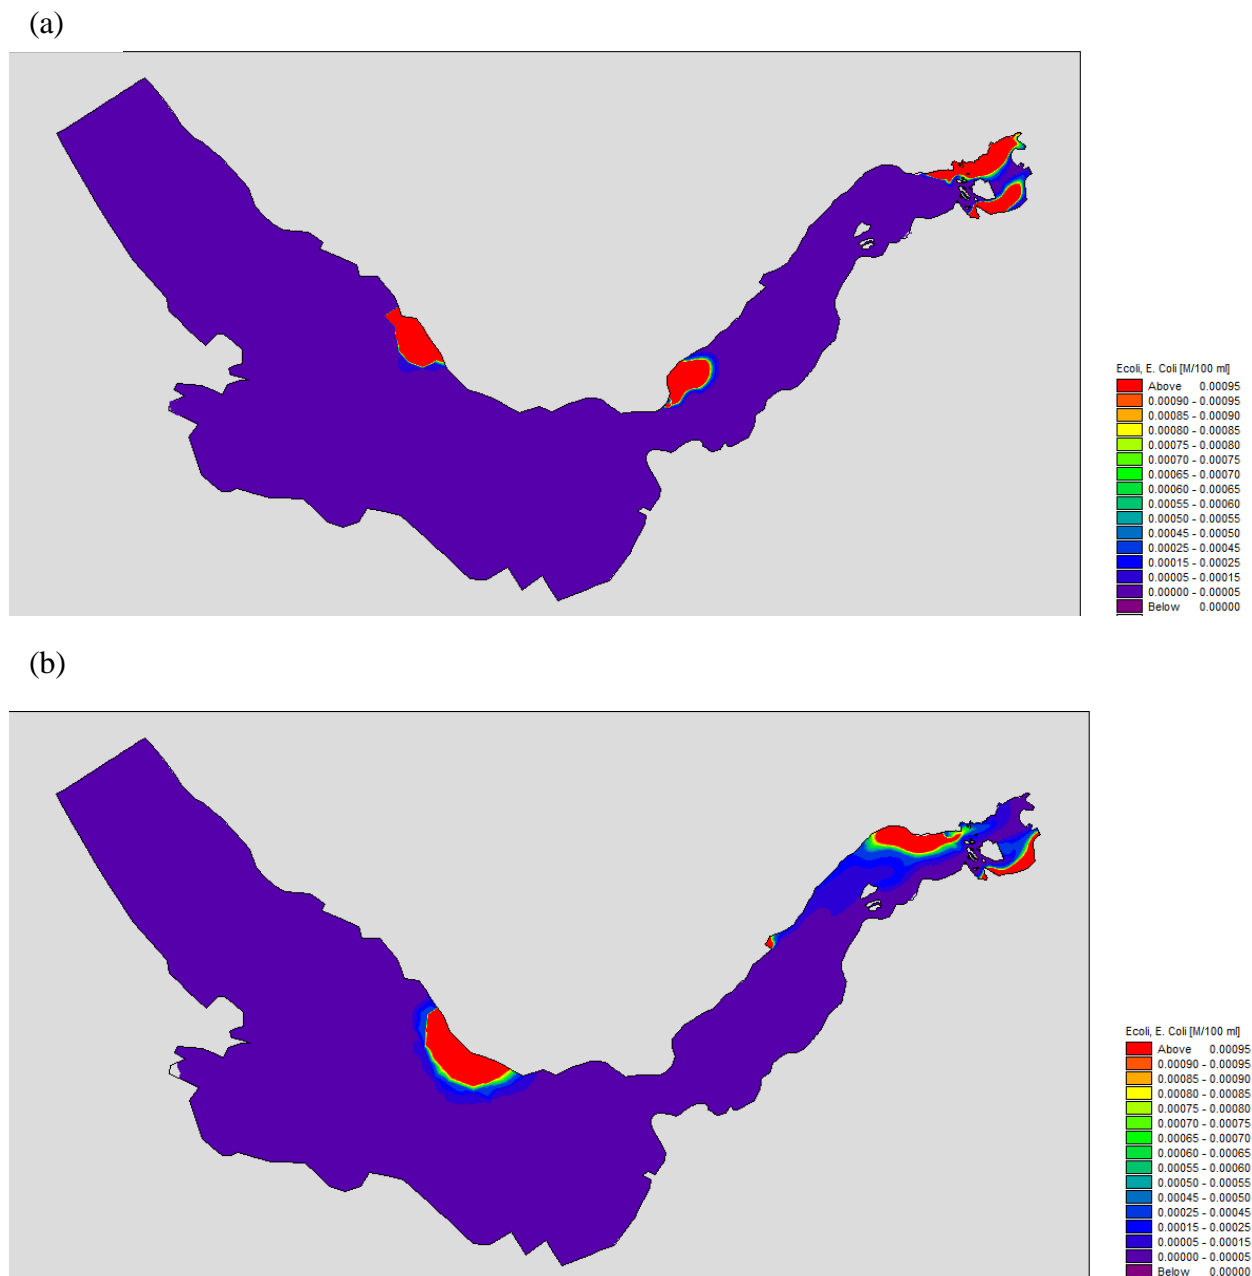 (a)
Ecoli, E. Coli [M/100 ml]
Above 0.00095
0.00090 - 0.00095
0.00085 - 0.00090
0.00080 - 0.00085
0.00075 - 0.00080
0.00070 - 0.00075
0.00065 - 0.00070
0.00060 - 0.00065
0.00055 - 0.00060
0.00050 - 0.00055
0.00045 - 0.00050
0.00025 - 0.00045
0.00015 - 0.00025
0.00005 - 0.00015
0.00000 - 0.00005
Below 0.00000
(b)
Ecoli, E. Coli [M/100 ml]
Above 0.00095
0.00090 - 0.00095
0.00085 - 0.00090
0.00080 - 0.00085
0.00075 - 0.00080
0.00070 - 0.00075
0.00065 - 0.00070
0.00060 - 0.00065
0.00055 - 0.00060
0.00050 - 0.00055
0.00045 - 0.00050
0.00025 - 0.00045
0.00015 - 0.00025
0.00005 - 0.00015
0.00000 - 0.00005
Below 0.00000